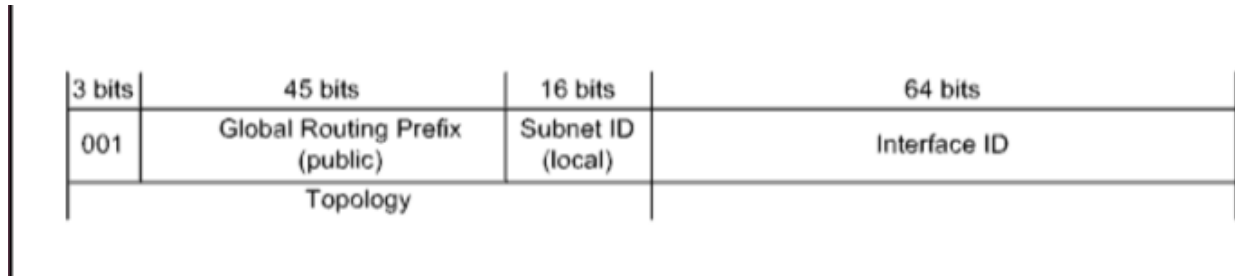 3 bits 45 bits 16 bits 64 bits
001 Global Routing Prefix Subnet ID Interface ID
(public) (local)
Topology